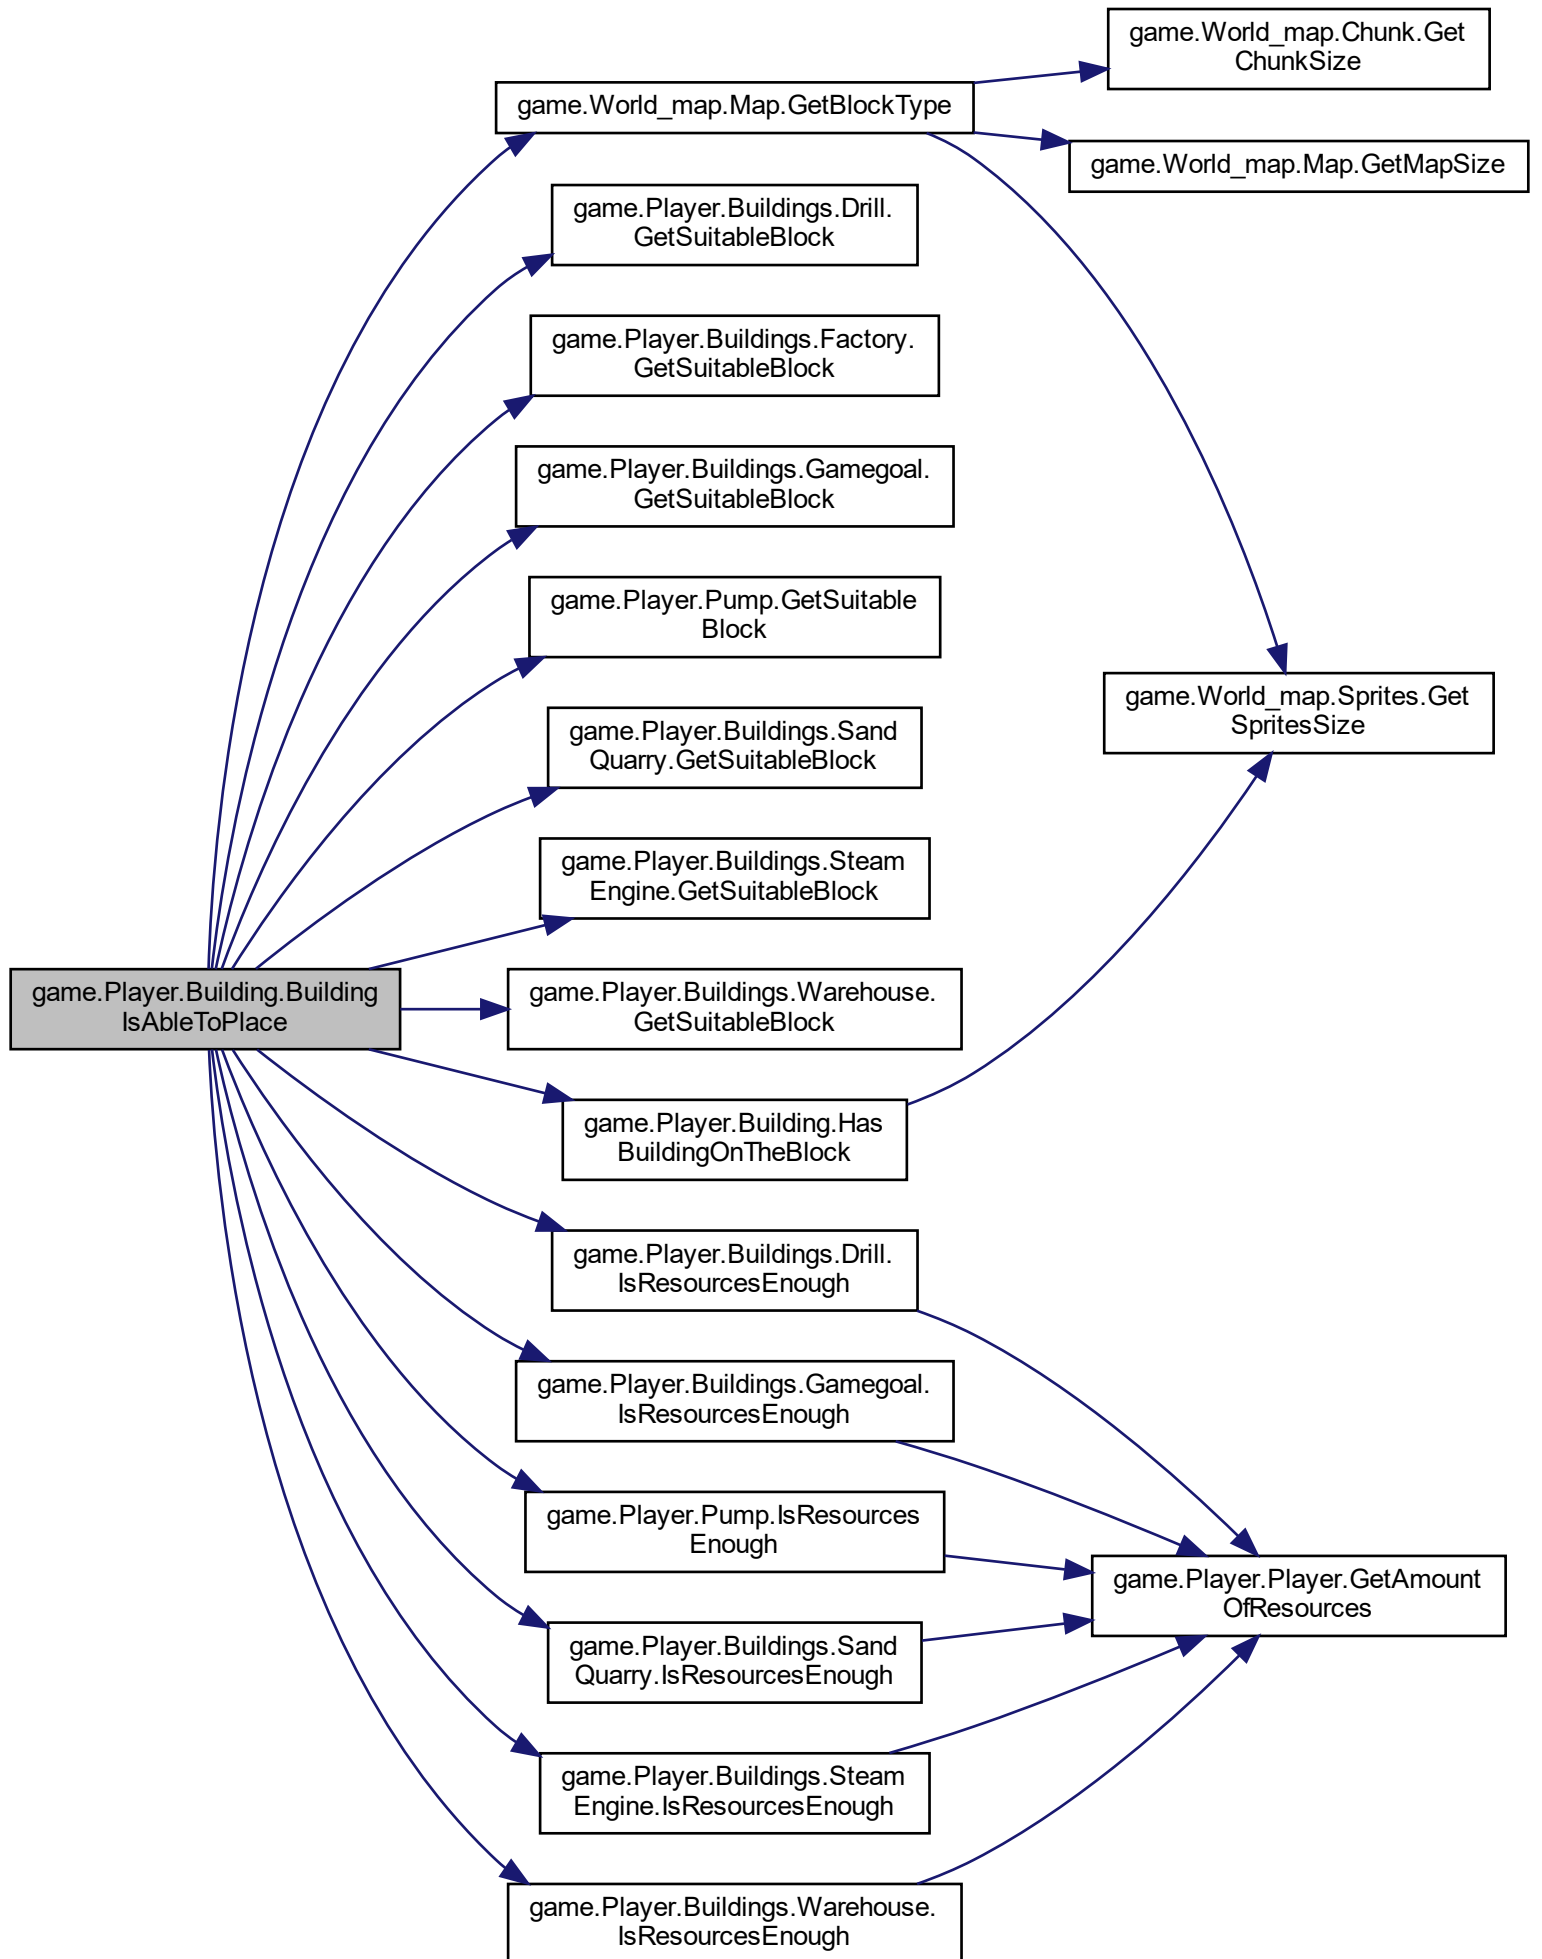 game.World_map.Chunk.Get
ChunkSize
game.World_map.Map.GetBlockType
game.World_map.Map.GetMapSize
game.Player.Buildings.Drill.
GetSuitableBlock
game.Player.Buildings.Factory.
GetSuitableBlock
game.Player.Buildings.Gamegoal.
GetSuitableBlock
game.Player.Pump.GetSuitable
Block
game.World_map.Sprites.Get
SpritesSize
game.Player.Buildings.Sand
Quarry.GetSuitableBlock
game.Player.Buildings.Steam
Engine.GetSuitableBlock
game.Player.Building.Building
IsAbleToPlace
game.Player.Buildings.Warehouse.
GetSuitableBlock
game.Player.Building.Has
BuildingOnTheBlock
game.Player.Buildings.Drill.
IsResourcesEnough
game.Player.Buildings.Gamegoal.
IsResourcesEnough
game.Player.Pump.IsResources
Enough
game.Player.Player.GetAmount
OfResources
game.Player.Buildings.Sand
Quarry.IsResourcesEnough
game.Player.Buildings.Steam
Engine.IsResourcesEnough
game.Player.Buildings.Warehouse.
IsResourcesEnough